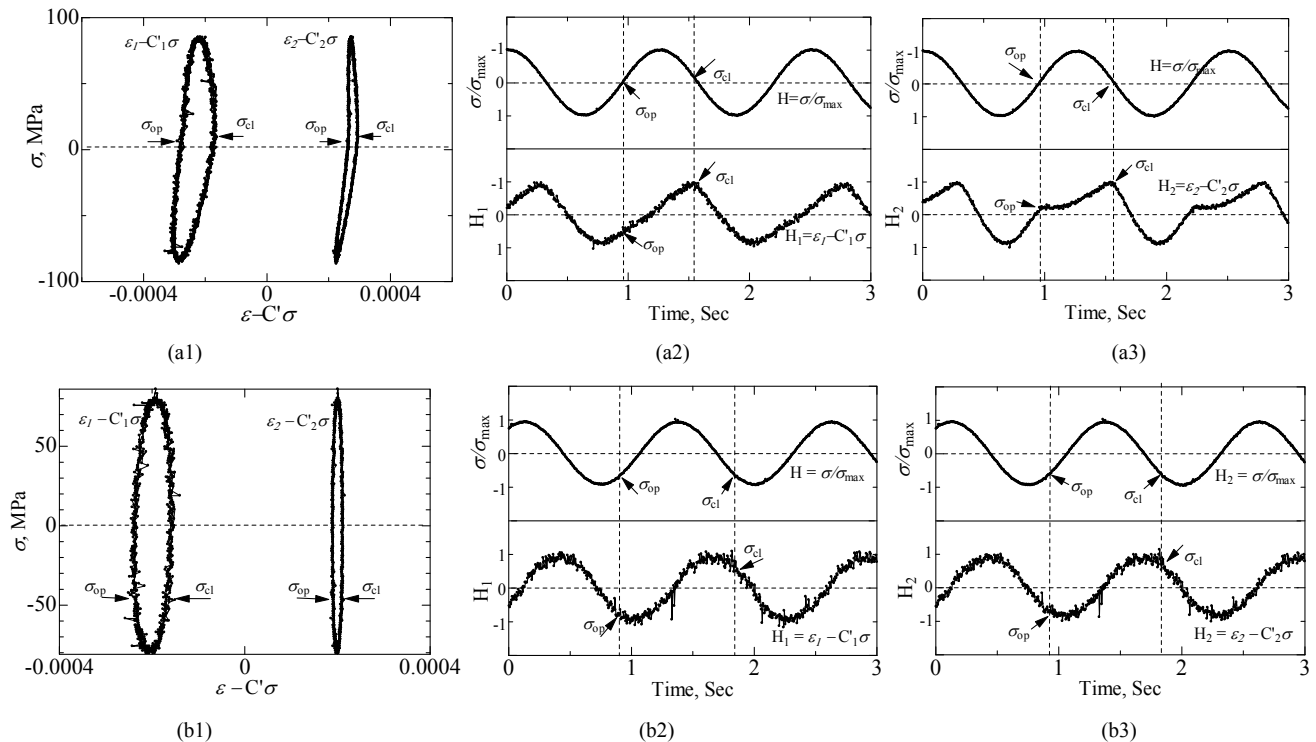 100
0
-100
σ, MPa
ε1–C'1σ
ε2–C'2σ
σop
σcl
σop
σcl
-0.0004
0
0.0004
ε–C'σ
(a1)
-1
0
1
σ/σmax
σop
σcl
H=σ/σmax
-1
0
1
H1
σop
σcl
H1=ε1–C'1σ
0
1
2
3
Time, Sec
(a2)
-1
0
1
σ/σmax
σop
σcl
H=σ/σmax
-1
0
1
H2
σop
σcl
H2=ε2–C'2σ
0
1
2
3
Time, Sec
(a3)
50
0
-50
σ, MPa
ε1 – C'1σ
ε2 – C'2σ
σop
σcl
σop
σcl
-0.0004
0
0.0004
ε – C'σ
(b1)
1
0
-1
σ/σmax
σop
σcl
H = σ/σmax
1
0
-1
H1
σop
σcl
H1 = ε1 – C'1σ
0
1
2
3
Time, Sec
(b2)
1
0
-1
σ/σmax
σop
σcl
H2 = σ/σmax
1
0
-1
H2
σop
σcl
H2 = ε2 – C'2σ
0
1
2
3
Time, Sec
(b3)